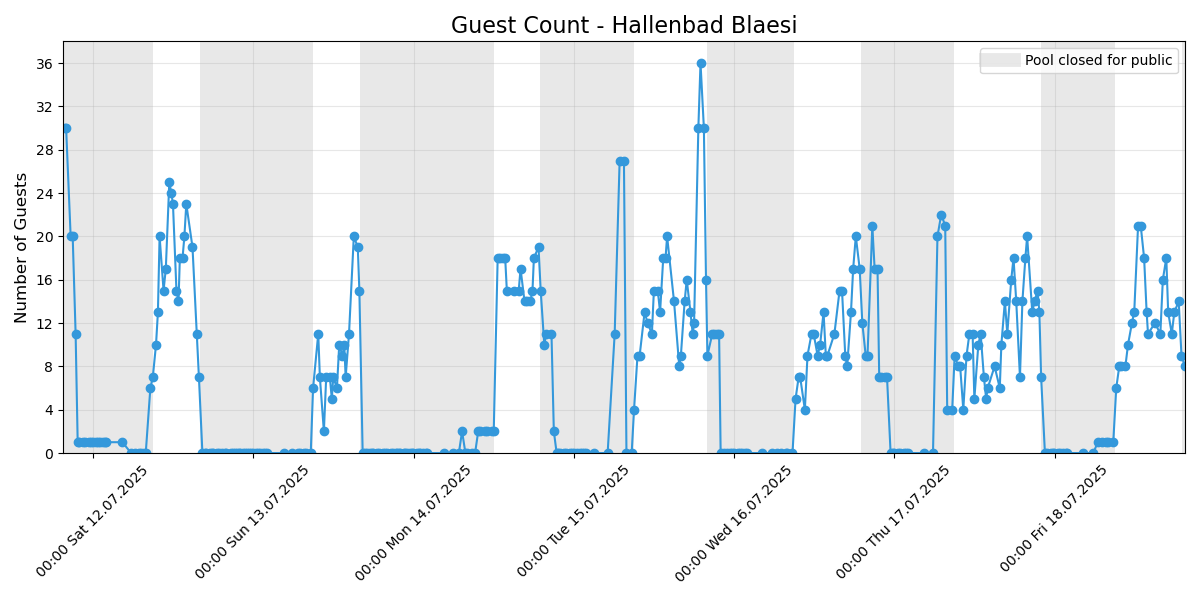 Guest Count - Hallenbad Blaesi
Pool closed for public
Number of Guests
36
32
28
24
20
16
12
8
4
0
00:00 Sat 12.07.2025
00:00 Sun 13.07.2025
00:00 Mon 14.07.2025
00:00 Tue 15.07.2025
00:00 Wed 16.07.2025
00:00 Thu 17.07.2025
00:00 Fri 18.07.2025